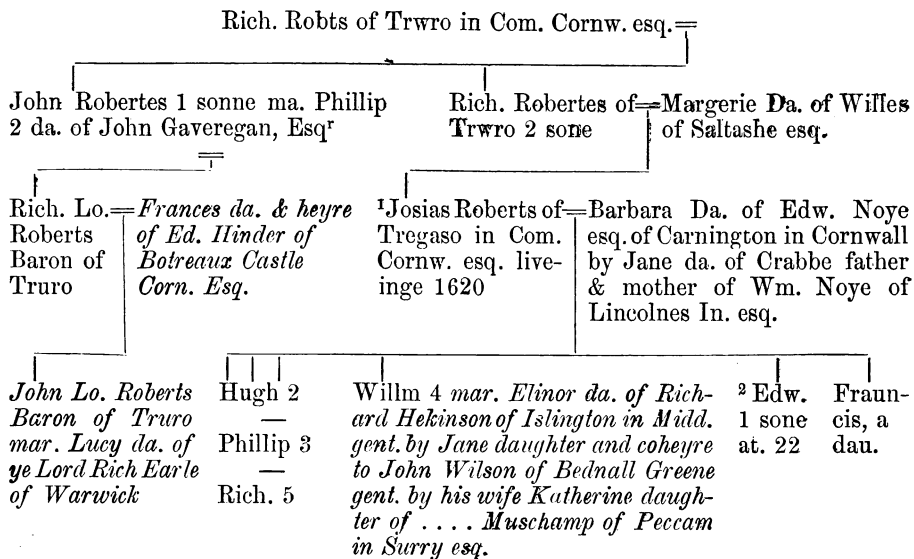 Rich. Robts of Trwro in Com. Cornw. esq.=
John Robertes 1 sonne ma. Phillip
2 da. of John Gaveregan, Esqr
=
Rich. Robertes of=
Trwro 2 sone
Margerie Da. of Willes
of Saltashe esq.
Rich. Lo.=
Roberts
Baron of
Truro
Frances da. & heyre
of Ed. Hinder of
Botreaux Castle
Corn. Esq.
1Josias Roberts of=
Tregaso in Com.
Cornw. esq. live-
inge 1620
Barbara Da. of Edw. Noye
esq. of Carnington in Cornwall
by Jane da. of Crabbe father
& mother of Wm. Noye of
Lincolnes In. esq.
John Lo. Roberts
Baron of Truro
mar. Lucy da. of
ye Lord Rich Earle
of Warwick
Hugh 2
—
Phillip 3
—
Rich. 5
Willm 4 mar. Elinor da. of Rich-
ard Hekinson of Islington in Midd.
gent. by Jane daughter and coheyre
to John Wilson of Bednall Greene
gent. by his wife Katherine daugh-
ter of .... Muschamp of Peccam
in Surry esq.
2 Edw.
1 sone
at. 22
Fraun-
cis, a
dau.